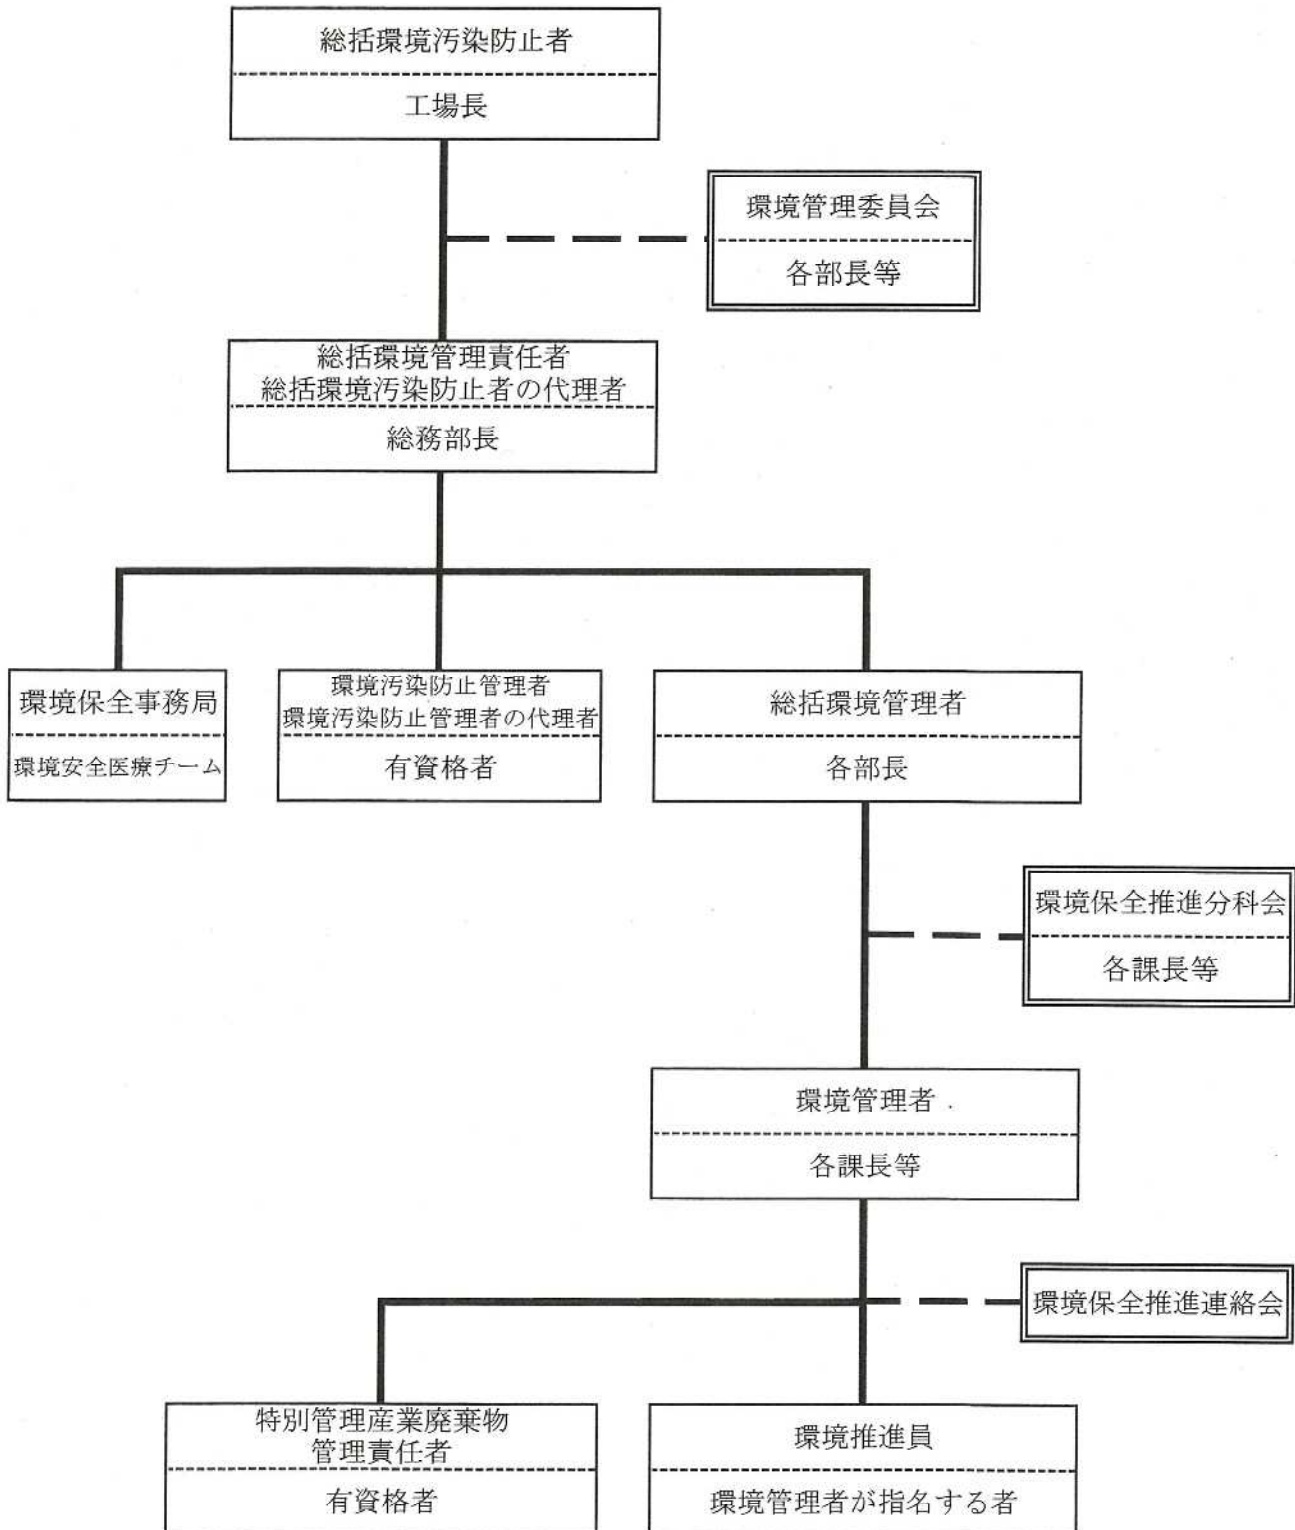 総括環境汚染防止者
工場長
環境管理委員会
各部長等
総括環境管理責任者
総括環境汚染防止者の代理者
総務部長
環境保全事務局
環境安全医療チーム
環境汚染防止管理者
環境汚染防止管理者の代理者
有資格者
総括環境管理者
各部長
環境保全推進分科会
各課長等
環境管理者
各課長等
環境保全推進連絡会
特別管理産業廃棄物
管理責任者
有資格者
環境推進員
環境管理者が指名する者